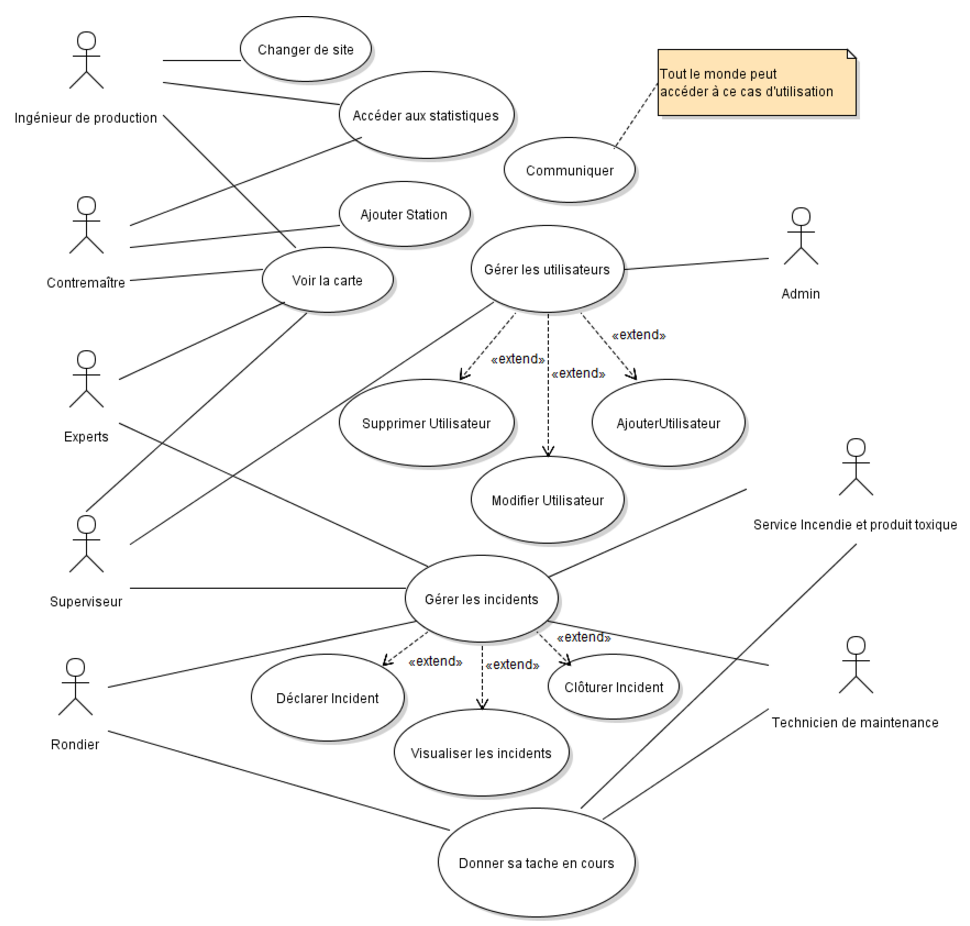 Changer de site
Ingénieur de production
Accéder aux statistiques
Tout le monde peut
accéder à ce cas d'utilisation
Communiquer
Ajouter Station
Contremaître
Voir la carte
Gérer les utilisateurs
Admin
«extend»
«extend»
«extend»
Experts
Supprimer Utilisateur
AjouterUtilisateur
Modifier Utilisateur
Service Incendie et produit toxique
Superviseur
Gérer les incidents
«extend»
«extend»
«extend»
Déclarer Incident
Clôturer Incident
Visualiser les incidents
Rondier
Technicien de maintenance
Donner sa tache en cours